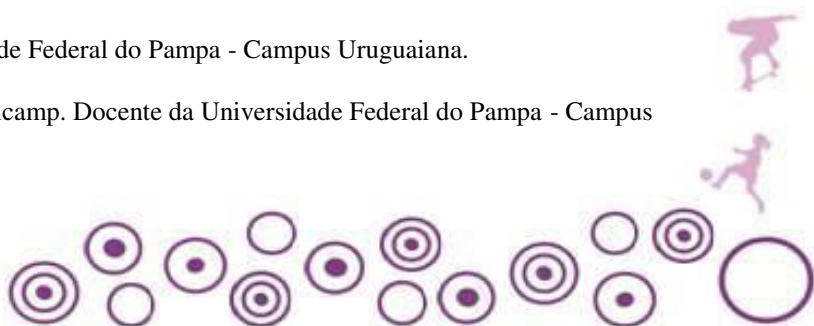 de Federal do Pampa - Campus Uruguaiana.
camp. Docente da Universidade Federal do Pampa - Campus